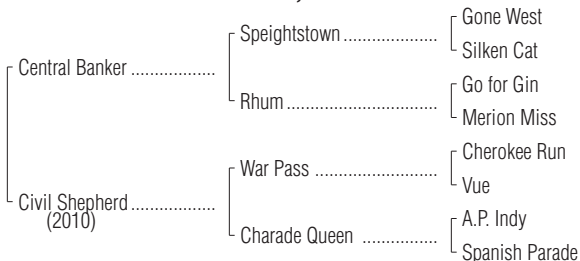 Gone West
Speightstown ....................
Silken Cat
Central Banker ..................
Go for Gin
Rhum ................................
Merion Miss
Cherokee Run
War Pass ..........................
Vue
Civil Shepherd ..................
(2010)
A.P. Indy
Charade Queen ................
Spanish Parade